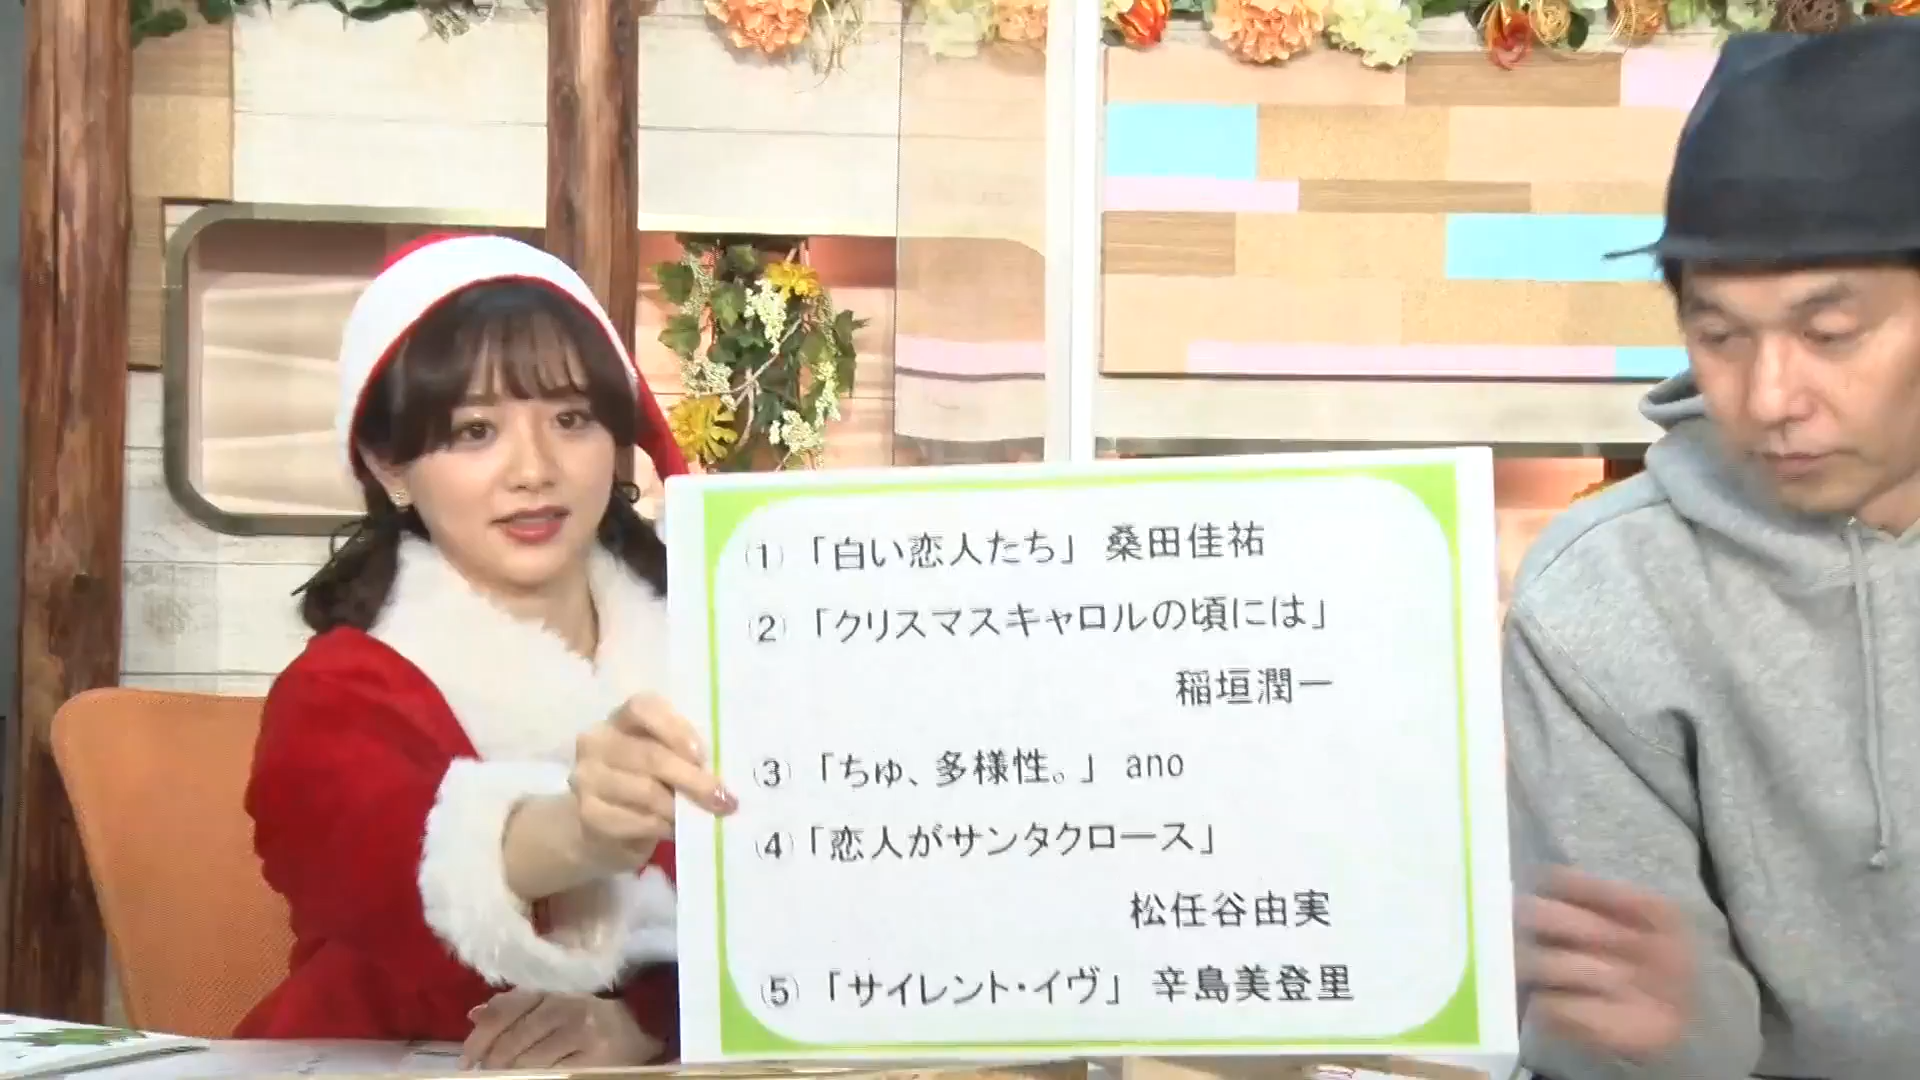 (1) 「白い恋人たち」 桑田佳祐
(2) 「クリスマスキャロルの頃には」
稲垣潤一
(3) 「ちゅ、多様性。」 ano
(4) 「恋人がサンタクロース」
松任谷由実
(5) 「サイレント・イヴ」 辛島美登里